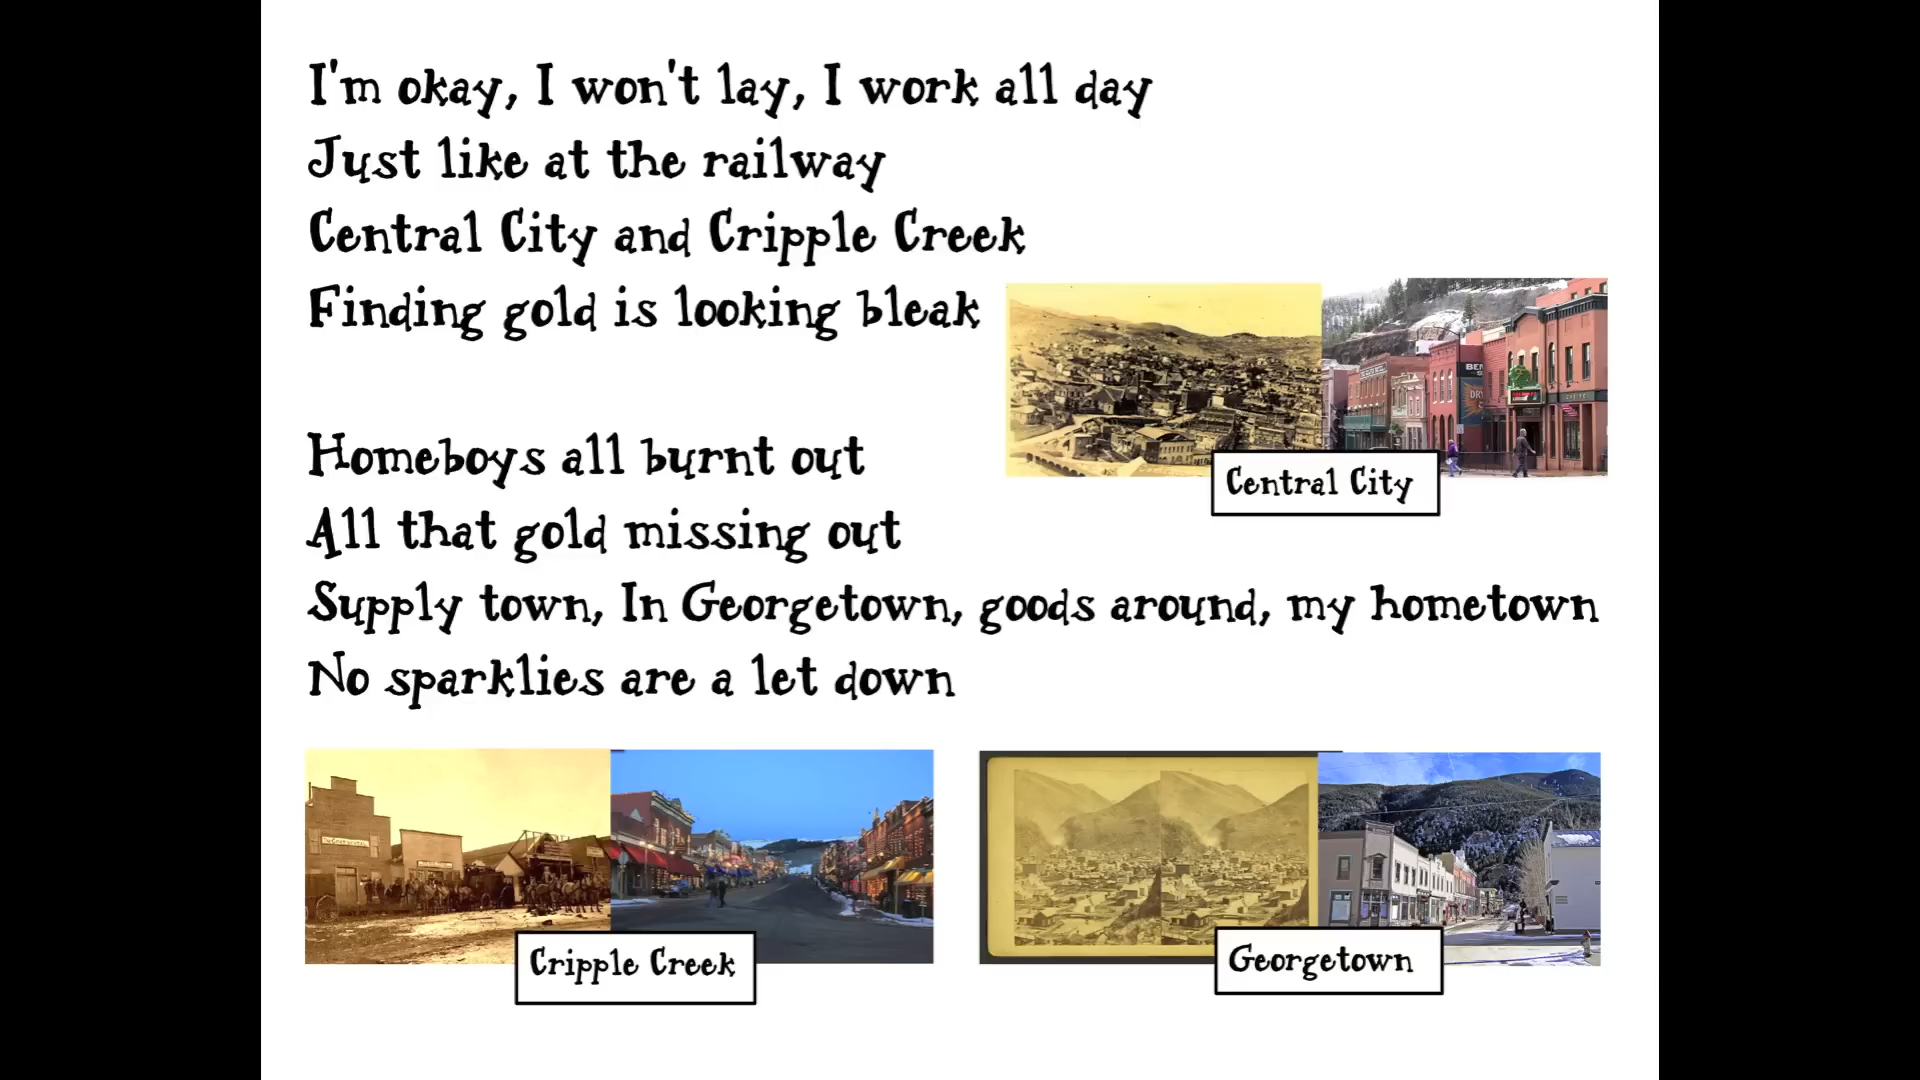 I'm okay, I won't lay, I work all day
Just like at the railway
Central City and Cripple Creek
Finding gold is looking bleak
Homeboys all burnt out
All that gold missing out
Supply town, In Georgetown, goods around, my hometown
No sparklies are a let down
Central City
Cripple Creek
Georgetown